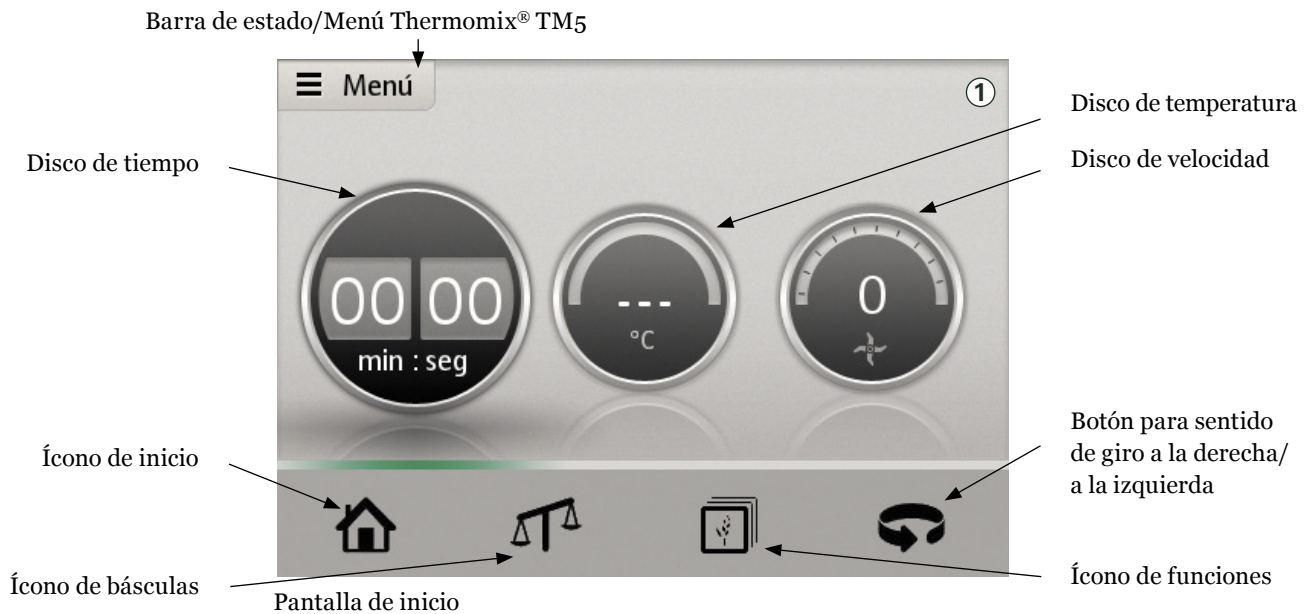 Barra de estado/Menú Thermomix® TM5
Menú
①
Disco de temperatura
Disco de velocidad
Disco de tiempo
00 00
min : seg
---
°C
0
Botón para sentido
de giro a la derecha/
a la izquierda
Ícono de inicio
Ícono de básculas
Ícono de funciones
Pantalla de inicio